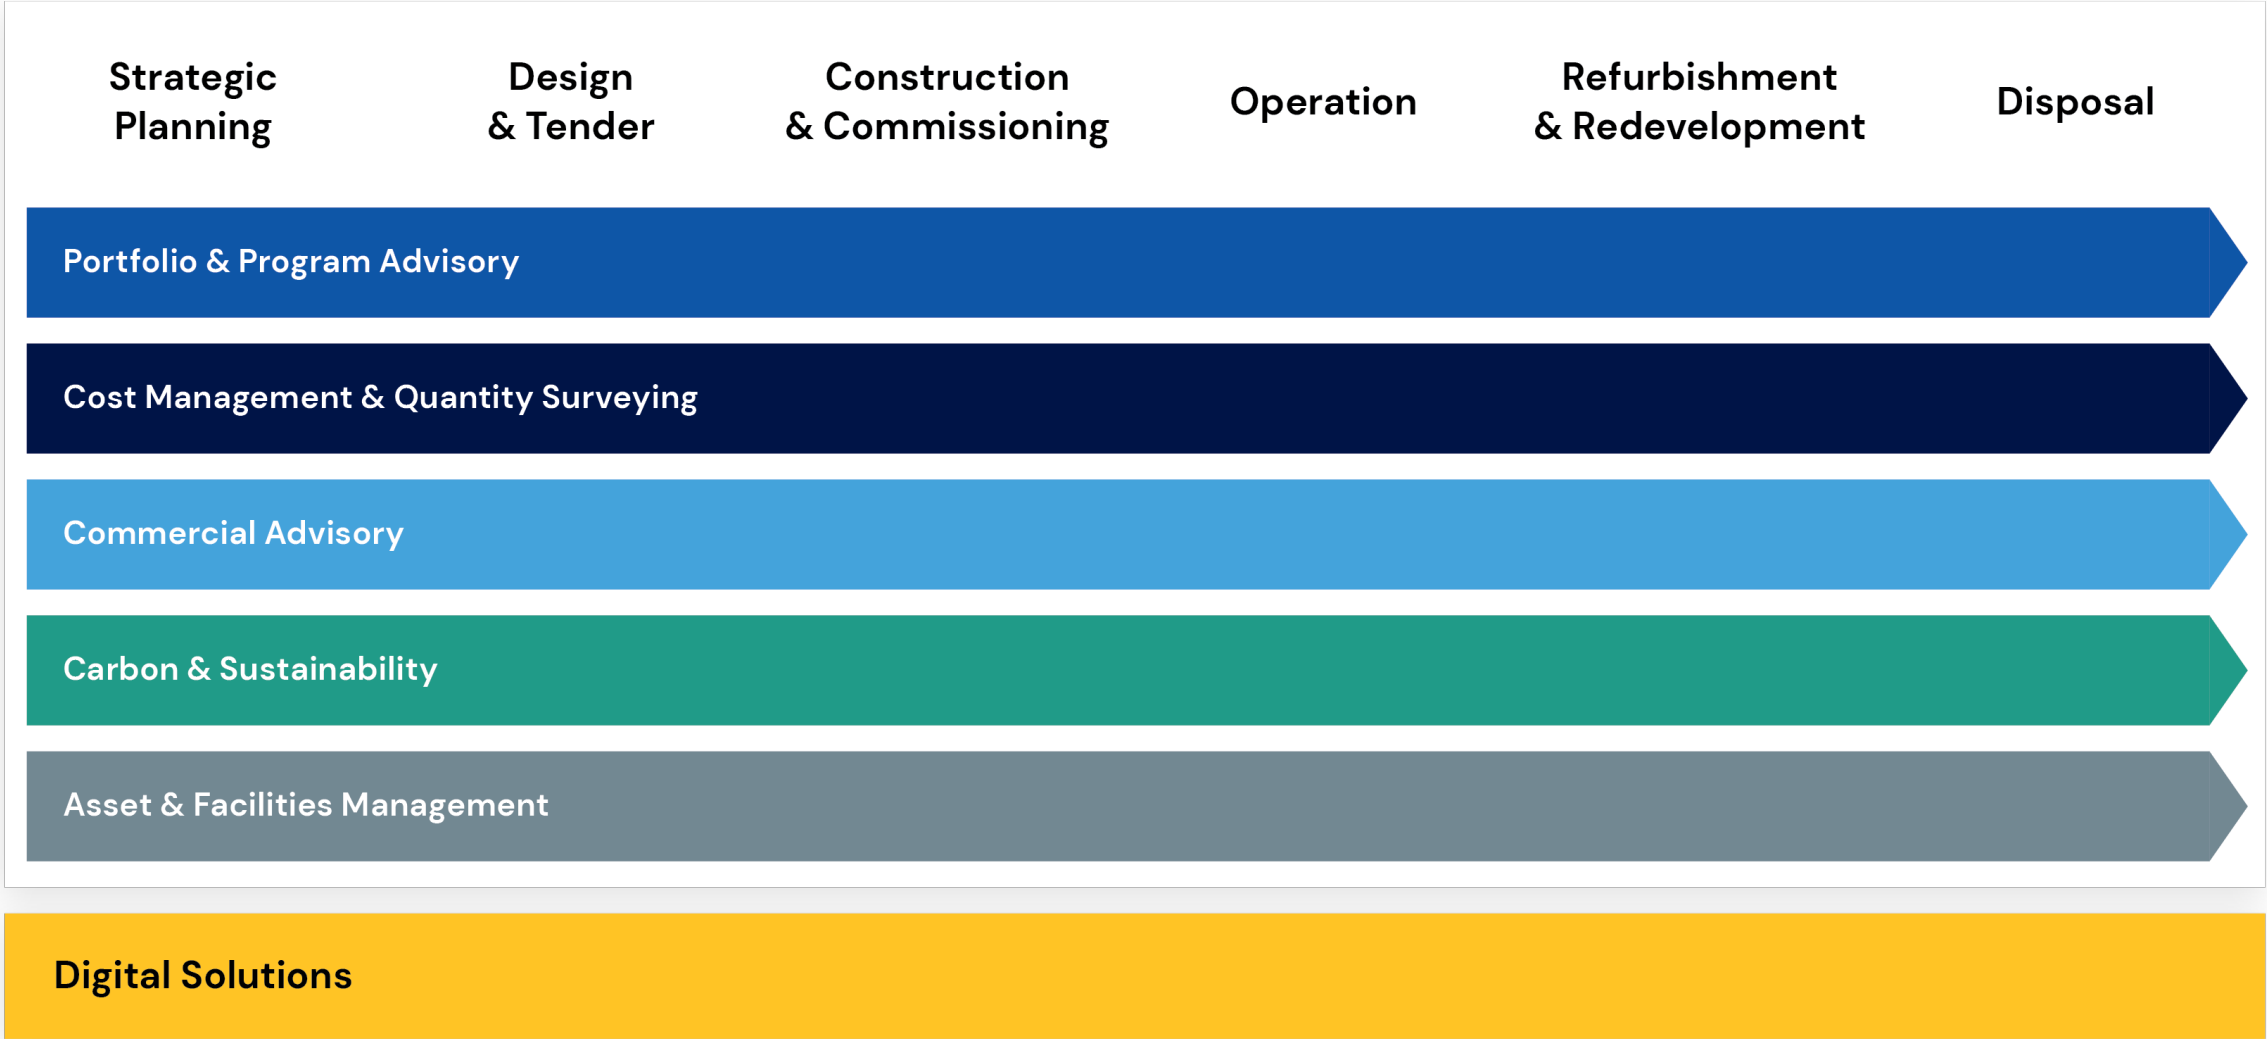 Strategic
Planning
Design
& Tender
Construction
& Commissioning
Operation
Refurbishment
& Redevelopment
Disposal
Portfolio & Program Advisory
Cost Management & Quantity Surveying
Commercial Advisory
Carbon & Sustainability
Asset & Facilities Management
Digital Solutions